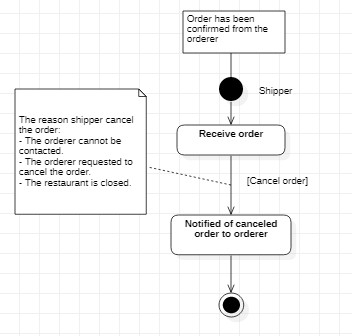 Order has been
confirmed from the
orderer
Shipper
Receive order
The reason shipper cancel
the order:
- The orderer cannot be
contacted.
- The orderer requested to
cancel the order.
- The restaurant is closed.
[Cancel order]
Notified of canceled
order to orderer